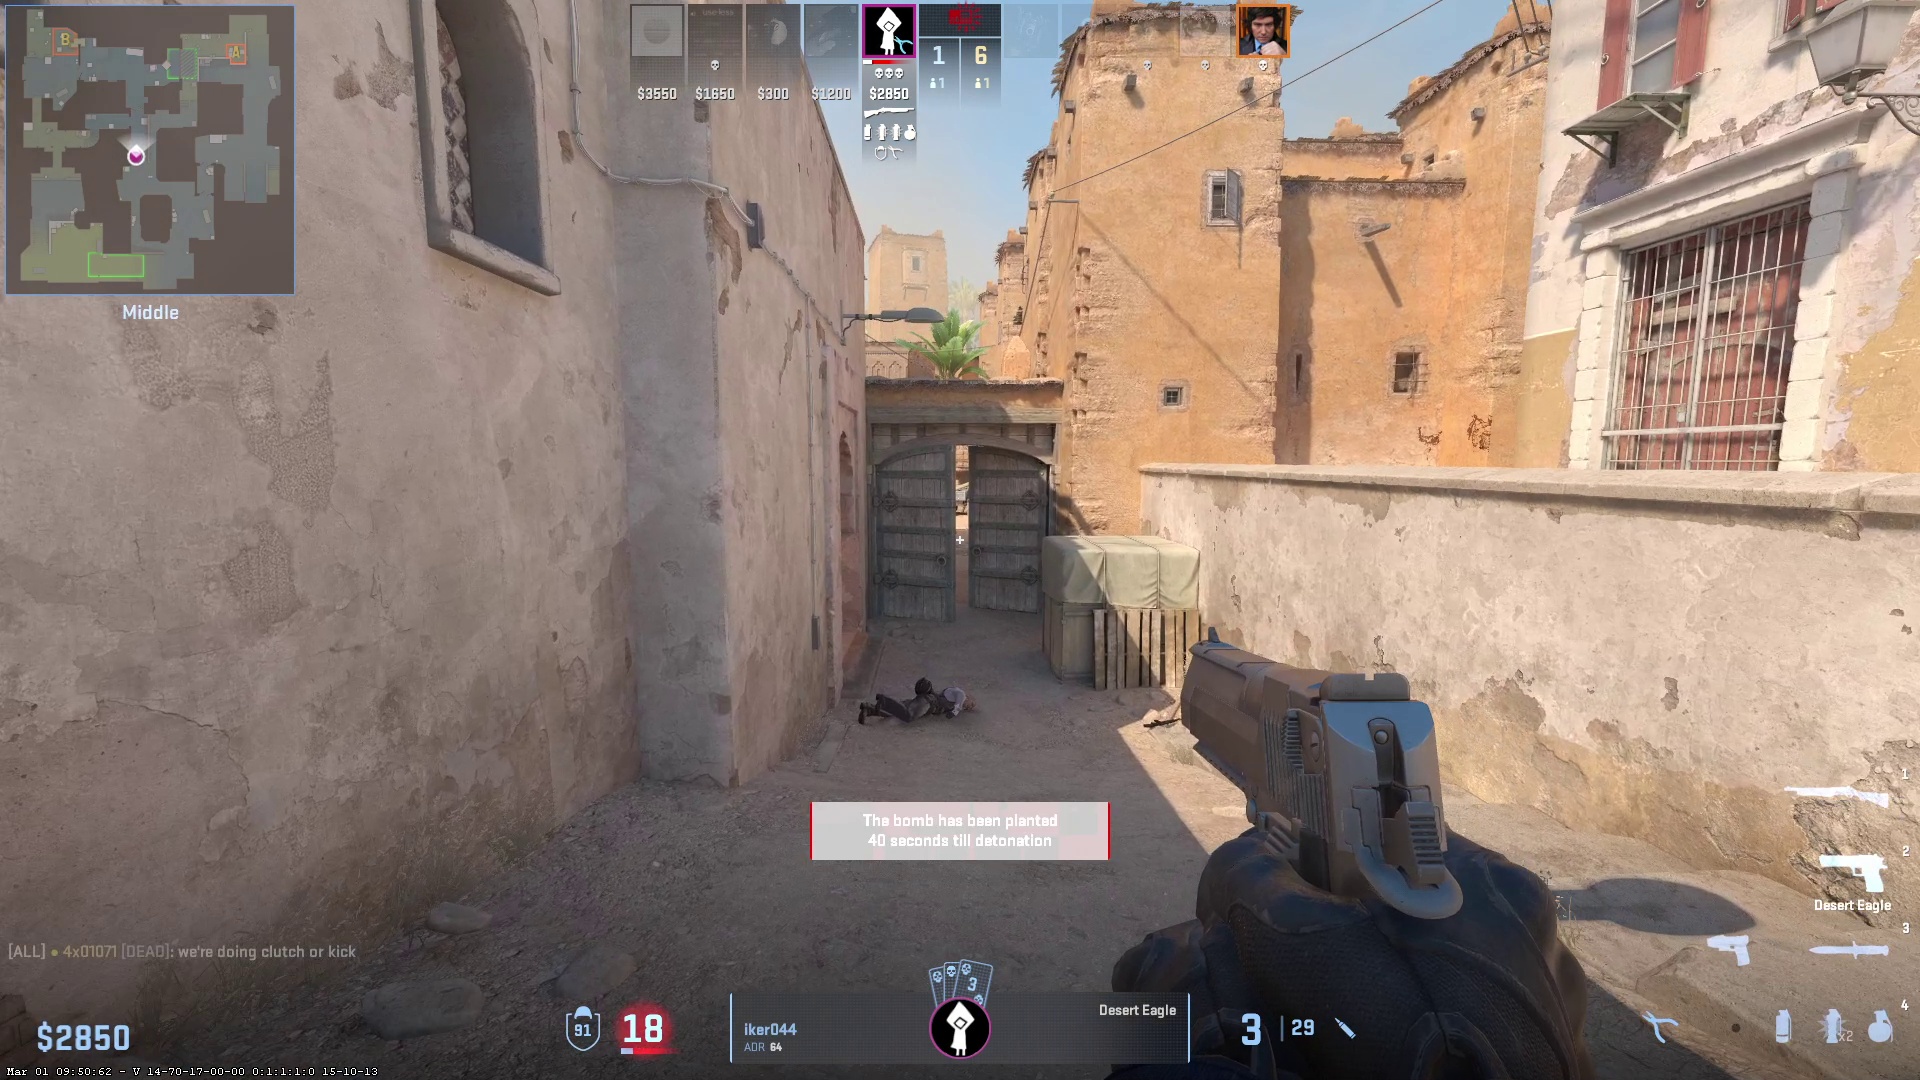 B
A
Middle
$3550
$1650
$300
$1200
$2850
1
6
1
1
The bomb has been planted
40 seconds till detonation
1
2
Desert Eagle
3
4
x2
[ALL] ● 4x01071 [DEAD]: we're doing clutch or kick
$2850
91
18
iker044
ADR 64
3
Desert Eagle
3 | 29
Mar 01 09:50:62 - V 14-70-17-00-00 0:1:1:1:0 15-10-13